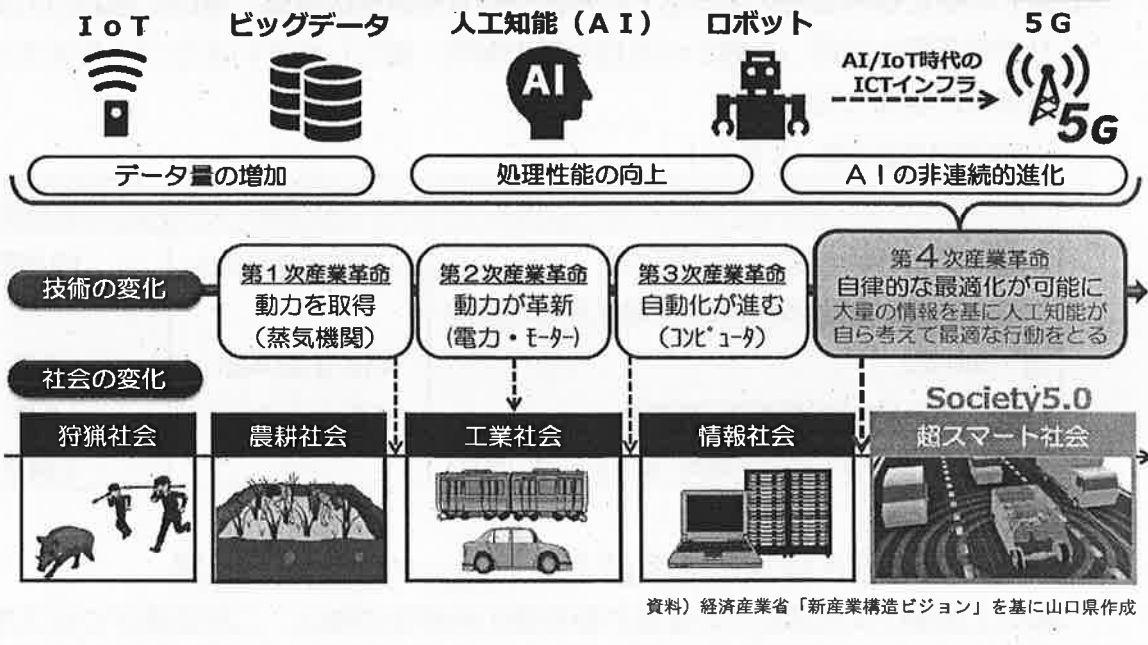 IoT
ビッグデータ
人工知能（ＡＩ）
ロボット
5G
AI
AI/IoT時代の
ICTインフラ
5G
データ量の増加
処理性能の向上
ＡＩの非連続的進化
技術の変化
第１次産業革命
動力を取得
（蒸気機関）
第２次産業革命
動力が革新
（電力・ﾓｰﾀｰ）
第３次産業革命
自動化が進む
（ｺﾝﾋﾟｭｰﾀ）
第４次産業革命
自律的な最適化が可能に
大量の情報を基に人工知能が
自ら考えて最適な行動をとる
社会の変化
Society5.0
狩猟社会
農耕社会
工業社会
情報社会
超スマート社会
資料）経済産業省「新産業構造ビジョン」を基に山口県作成